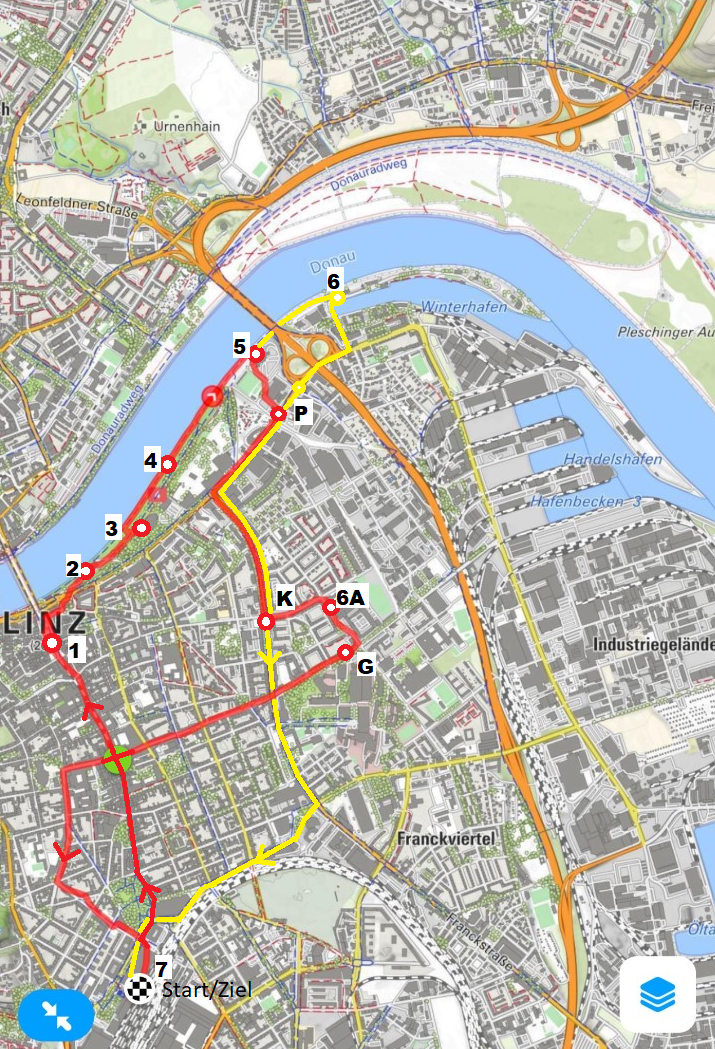 h
Urnenhain
Frei
Leonfeldner Straße
Donauradweg
Donau
6
Winterhafen
Pleschinger Au
5
Donauradweg
P
4
Handelshafen
Hafenbecken 3
3
2
K
6A
LINZ
1
Industriegelände
G
Franckviertel
Franckstraße
7
Start/Ziel